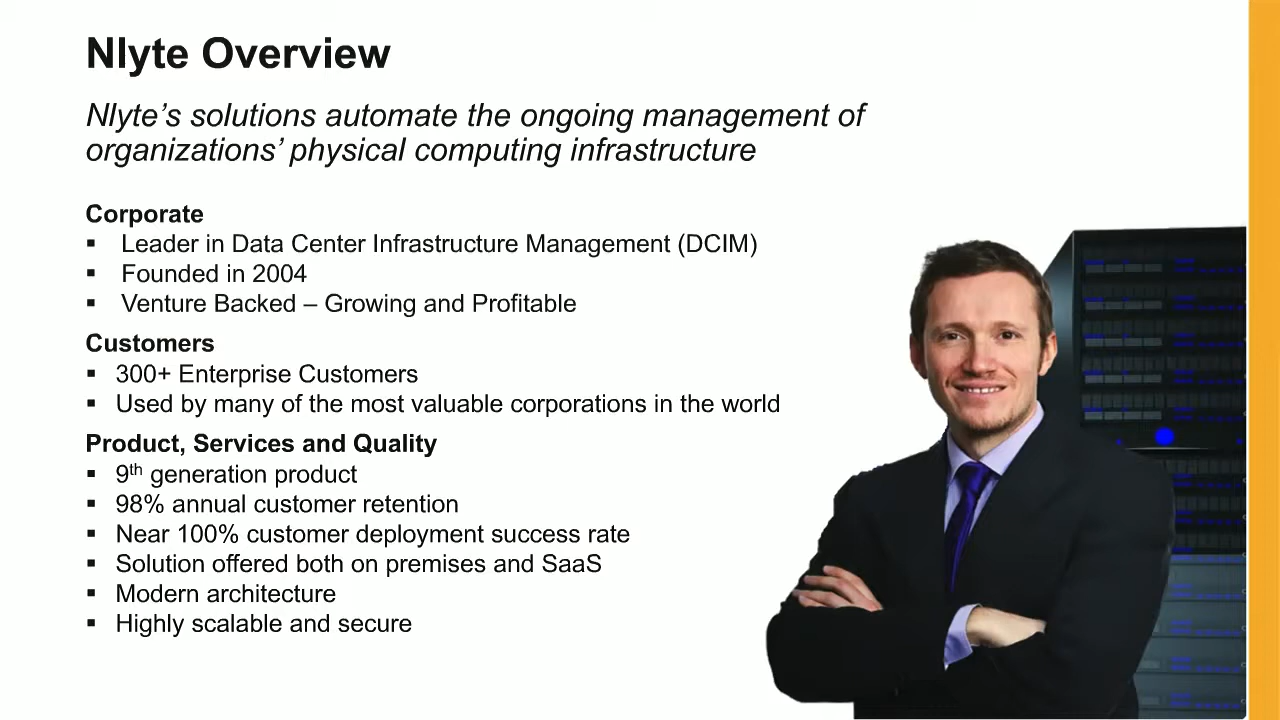 Nlyte Overview
Nlyte’s solutions automate the ongoing management of
organizations’ physical computing infrastructure
Corporate
▪ Leader in Data Center Infrastructure Management (DCIM)
▪ Founded in 2004
▪ Venture Backed – Growing and Profitable
Customers
▪ 300+ Enterprise Customers
▪ Used by many of the most valuable corporations in the world
Product, Services and Quality
▪ 9th generation product
▪ 98% annual customer retention
▪ Near 100% customer deployment success rate
▪ Solution offered both on premises and SaaS
▪ Modern architecture
▪ Highly scalable and secure